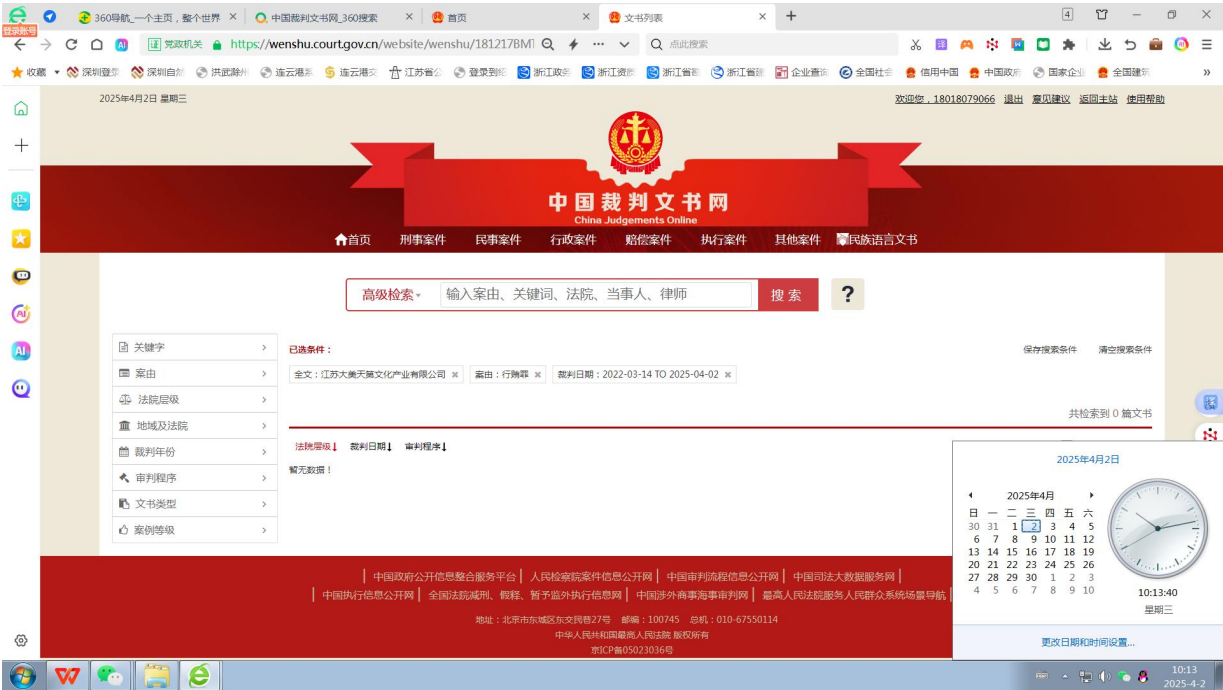 360导航_一个主页，整个世界
中国裁判文书网_360搜索
首页
文书列表
4
登录账号
党政机关
https://wenshu.court.gov.cn/website/wenshu/181217BM1
点此搜索
收藏 深圳登录 深圳自然 洪武滁州 连云港市 连云港交 江苏省公 登录到经 浙江政务 浙江资质 浙江省衢 浙江省建 企业查询 全国社会 信用中国 中国政府 国家企业 全国建筑
2025年4月2日 星期三
欢迎您，18018079066 退出 意见建议 返回主站 使用帮助
中国裁判文书网
China Judgements Online
首页 刑事案件 民事案件 行政案件 赔偿案件 执行案件 其他案件 民族语言文书
高级检索 输入案由、关键词、法院、当事人、律师 搜索 ?
关键字
案由
法院层级
地域及法院
裁判年份
审判程序
文书类型
案例等级
已选条件：
保存搜索条件 清空搜索条件
全文：江苏大美天第文化产业有限公司 案由：行贿罪 裁判日期：2022-03-14 TO 2025-04-02
共检索到 0 篇文书
法院层级 裁判日期 审判程序
暂无数据！
中国政府公开信息整合服务平台 | 人民检察院案件信息公开网 | 中国审判流程信息公开网 | 中国司法大数据服务网 |
中国执行信息公开网 | 全国法院减刑、假释、暂予监外执行信息网 | 中国涉外商事海事审判网 | 最高人民法院服务人民群众系统场景导航
地址：北京市东城区东交民巷27号 邮编：100745 总机：010-67550114
中华人民共和国最高人民法院 版权所有
京ICP备05023036号
2025年4月2日
2025年4月
日 一 二 三 四 五 六
30 31 1 2 3 4 5
6 7 8 9 10 11 12
13 14 15 16 17 18 19
20 21 22 23 24 25 26
27 28 29 30 1 2 3
4 5 6 7 8 9 10
10:13:40
星期三
更改日期和时间设置...
10:13
2025-4-2